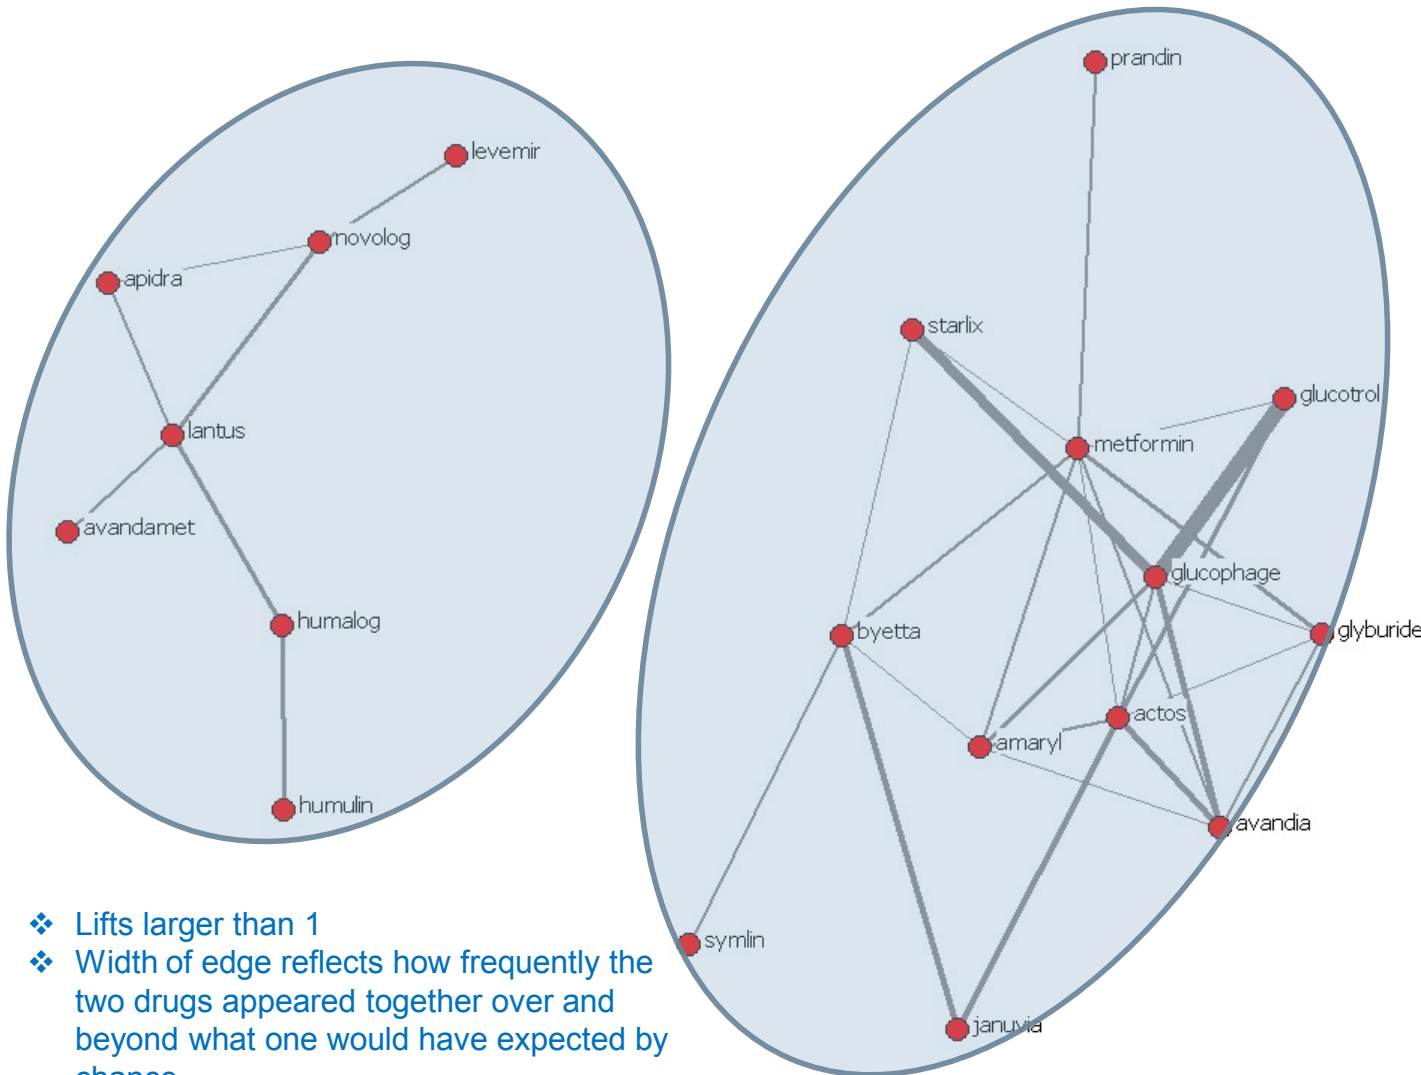 prandin
levemir
novolog
apidra
starlix
glucotrol
lantus
metformin
avandamet
glucophage
humalog
byetta
glyburide
actos
amaryl
humulin
avandia
symlin
januvia
❖ Lifts larger than 1
❖ Width of edge reflects how frequently the
two drugs appeared together over and
beyond what one would have expected by